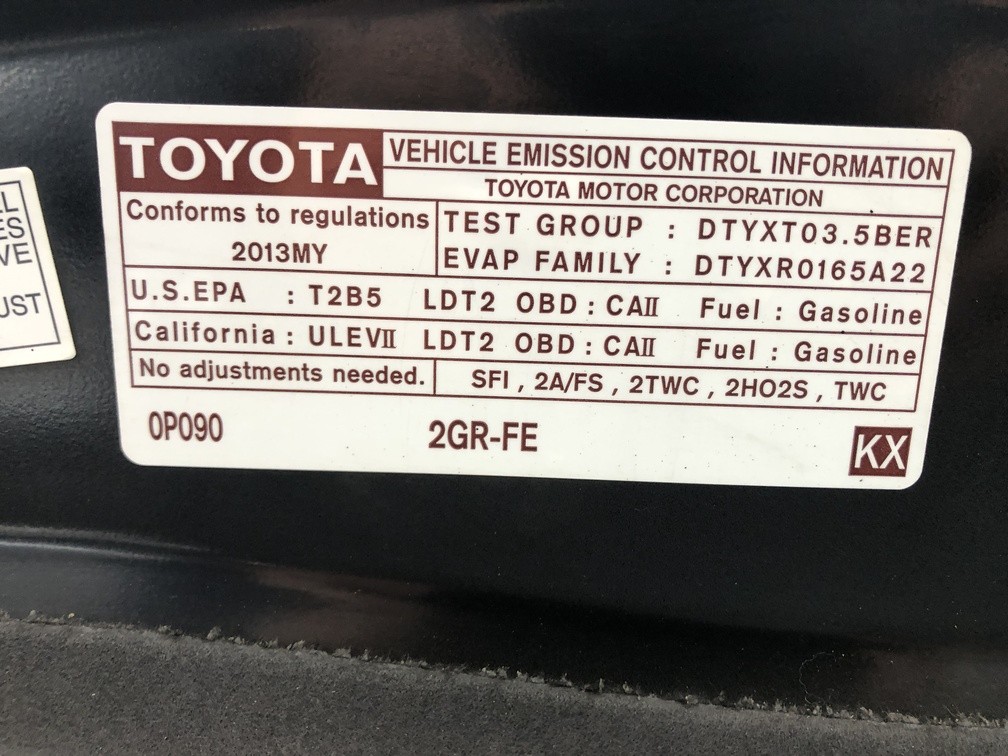 TOYOTA VEHICLE EMISSION CONTROL INFORMATION
TOYOTA MOTOR CORPORATION
Conforms to regulations
2013MY
TEST GROUP : DTYXT03.5BER
EVAP FAMILY : DTYXR0165A22
U.S.EPA : T2B5 LDT2 OBD : CAⅡ Fuel : Gasoline
California : ULEVⅡ LDT2 OBD : CAⅡ Fuel : Gasoline
No adjustments needed. SFI , 2A/FS , 2TWC , 2HO2S , TWC
0P090 2GR-FE KX